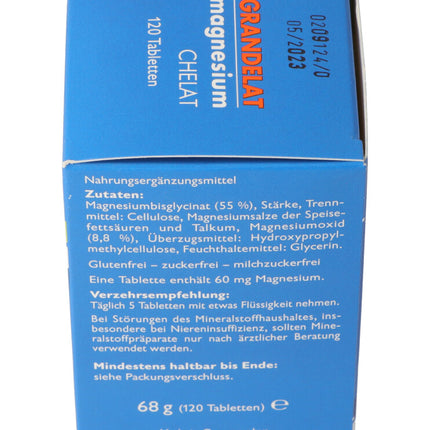 GRANDELAT
magnesium
CHELAT
120 Tabletten
0209124/0
05/2023
Nahrungsergänzungsmittel
Zutaten:
Magnesiumbisglycinat (55 %), Stärke, Trenn-
mittel: Cellulose, Magnesiumsalze der Speise-
fettsäuren und Talkum, Magnesiumoxid
(8,8 %), Überzugsmittel: Hydroxypropyl-
methylcellulose, Feuchthaltemittel: Glycerin.
Glutenfrei – zuckerfrei – milchzuckerfrei
Eine Tablette enthält 60 mg Magnesium.
Verzehrsempfehlung:
Täglich 5 Tabletten mit etwas Flüssigkeit nehmen.
Bei Störungen des Mineralstoffhaushaltes, ins-
besondere bei Niereninsuffizienz, sollten Mine-
ralstoffpräparate nur nach ärztlicher Beratung
verwendet werden.
Mindestens haltbar bis Ende:
siehe Packungsverschluss.
68 g (120 Tabletten) ℮